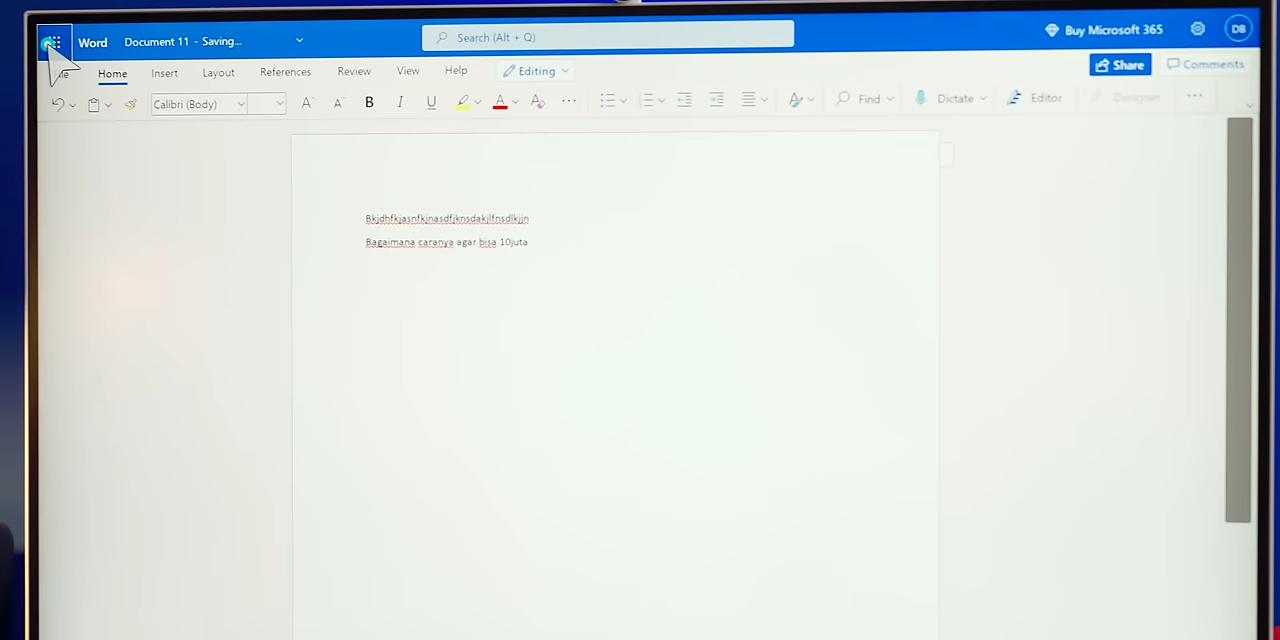 Word Document 11 - Saving... Search (Alt + Q) Buy Microsoft 365 DB
Home Insert Layout References Review View Help Editing Share Comments
Calibri (Body) A A B I U A A Find Dictate Editor Designer
Bkjdhfkjasnfkjnasdfjknsdakjlfnsdlkjjn
Bagaimana caranya agar bisa 10juta